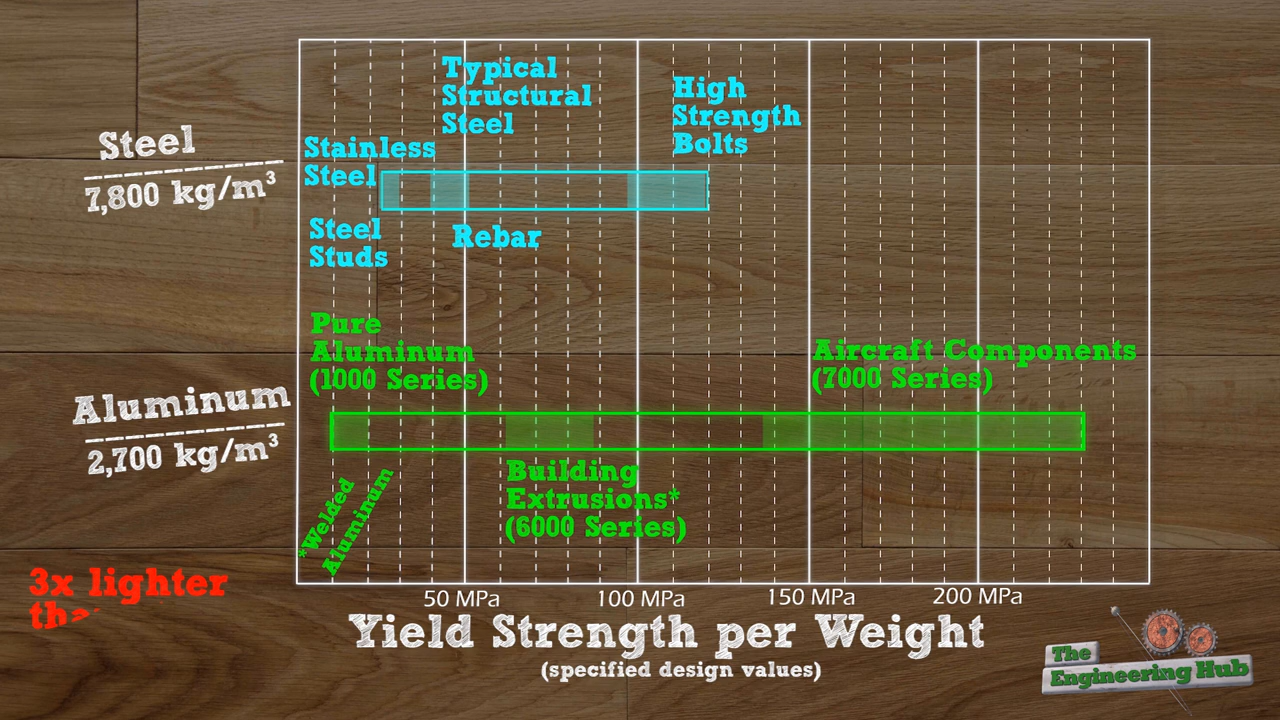 Typical
Structural
Steel
High
Strength
Bolts
Steel
7,800 kg/m³
Stainless
Steel
Steel
Studs
Rebar
Pure
Aluminum
(1000 Series)
Aircraft Components
(7000 Series)
Aluminum
2,700 kg/m³
*Welded
Aluminum
Building
Extrusions*
(6000 Series)
3x lighter
50 MPa
100 MPa
150 MPa
200 MPa
Yield Strength per Weight
(specified design values)
The
Engineering Hub